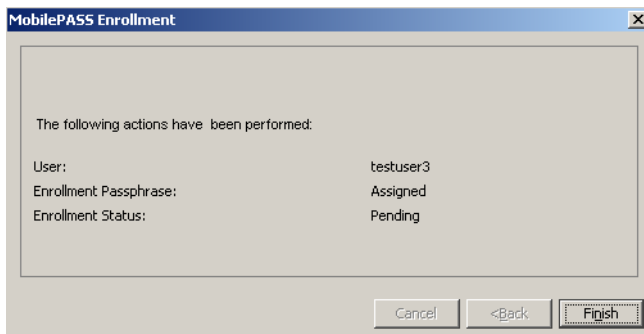 MobilePASS Enrollment
The following actions have been performed:
User: testuser3
Enrollment Passphrase: Assigned
Enrollment Status: Pending
Cancel <Back Finish